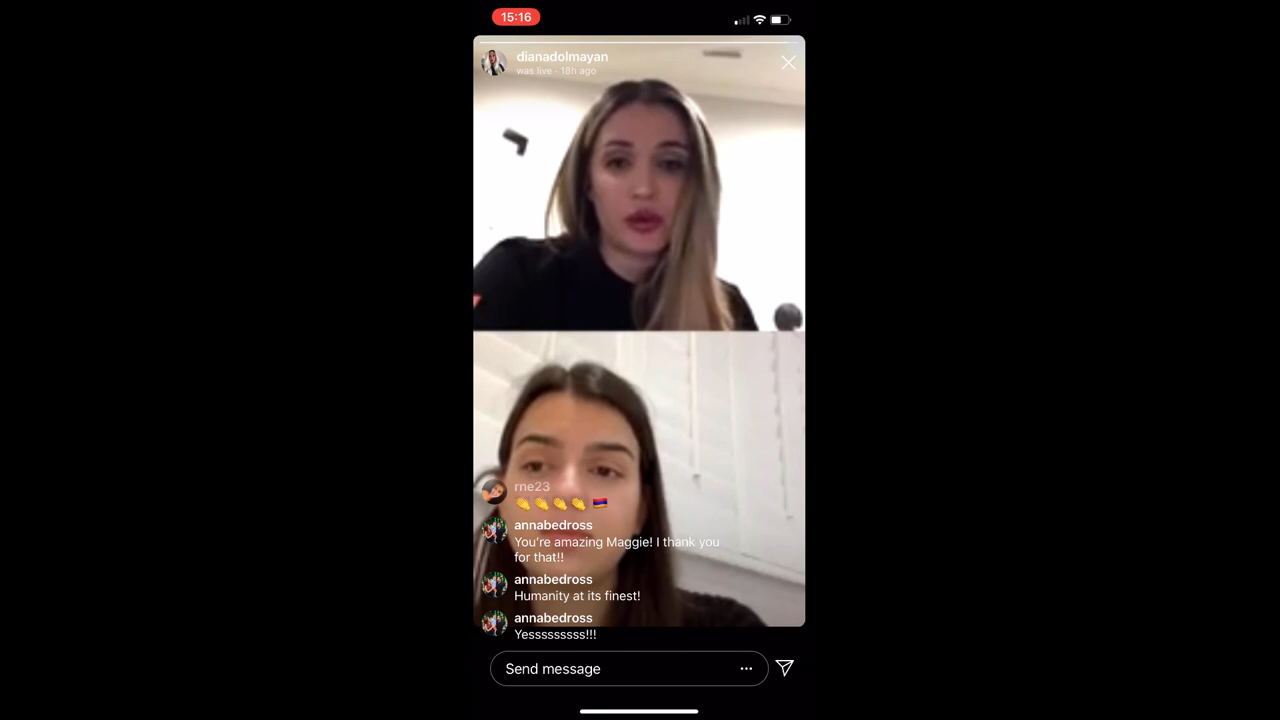 15:16
dianadolmayan
was live · 18h ago
rne23
👏👏👏👏 🇦🇲
annabedross
You're amazing Maggie! I thank you
for that!!
annabedross
Humanity at its finest!
annabedross
Yesssssssss!!!
Send message